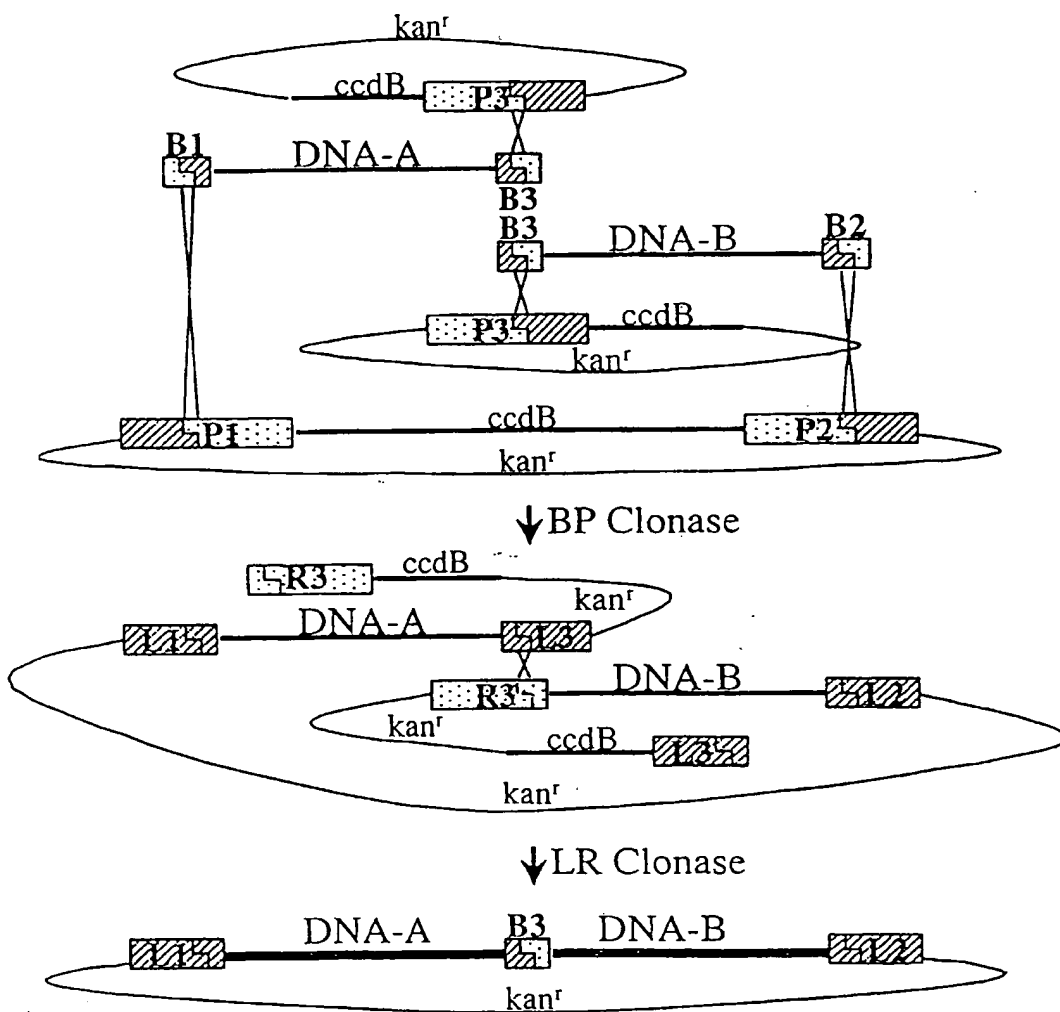 kanʳ
ccdB
P3
B1
DNA-A
B3
B3
DNA-B
B2
P3
ccdB
kanʳ
P1
ccdB
P2
kanʳ
BP Clonase
R3
ccdB
kanʳ
L1
DNA-A
L3
R3
DNA-B
L2
kanʳ
ccdB
L3
kanʳ
LR Clonase
L1
DNA-A
B3
DNA-B
L2
kanʳ